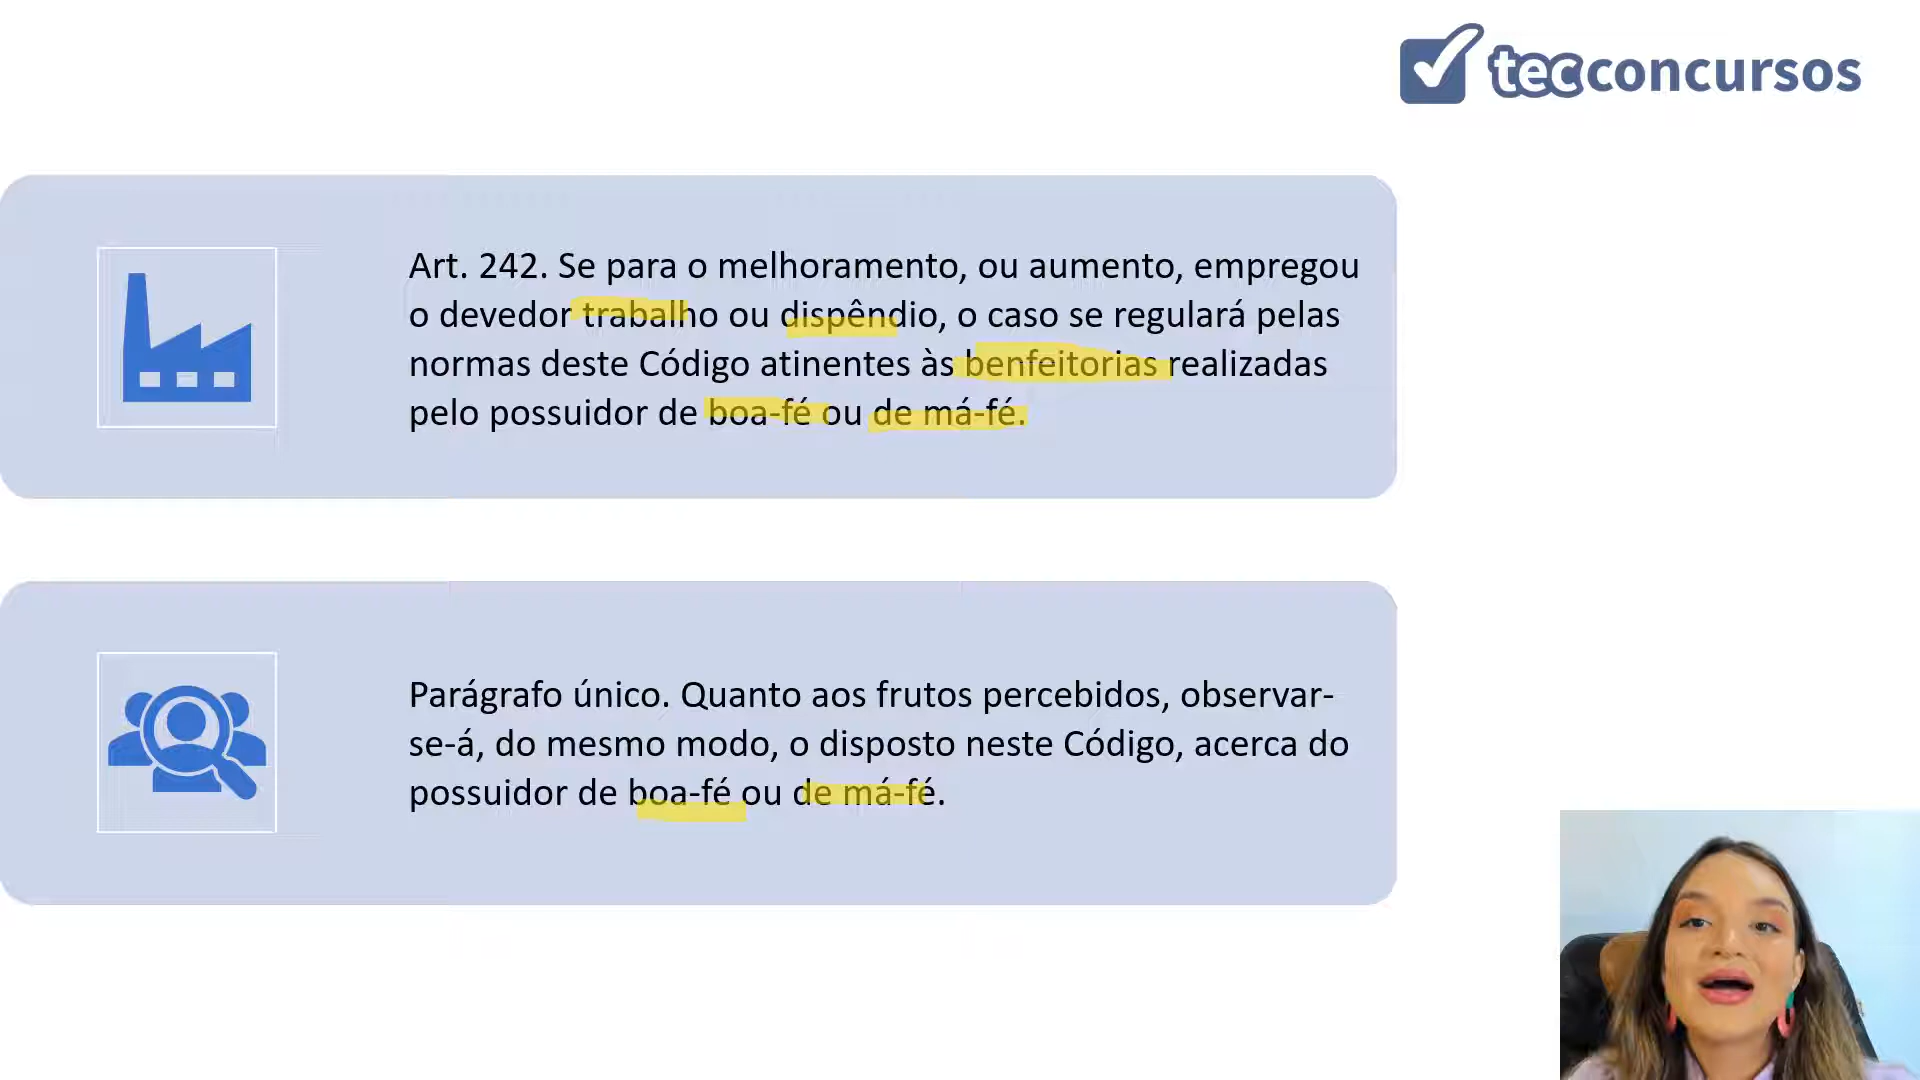 tecconcursos
Art. 242. Se para o melhoramento, ou aumento, empregou
o devedor trabalho ou dispêndio, o caso se regulará pelas
normas deste Código atinentes às benfeitorias realizadas
pelo possuidor de boa-fé ou de má-fé.
Parágrafo único. Quanto aos frutos percebidos, observar-
se-á, do mesmo modo, o disposto neste Código, acerca do
possuidor de boa-fé ou de má-fé.